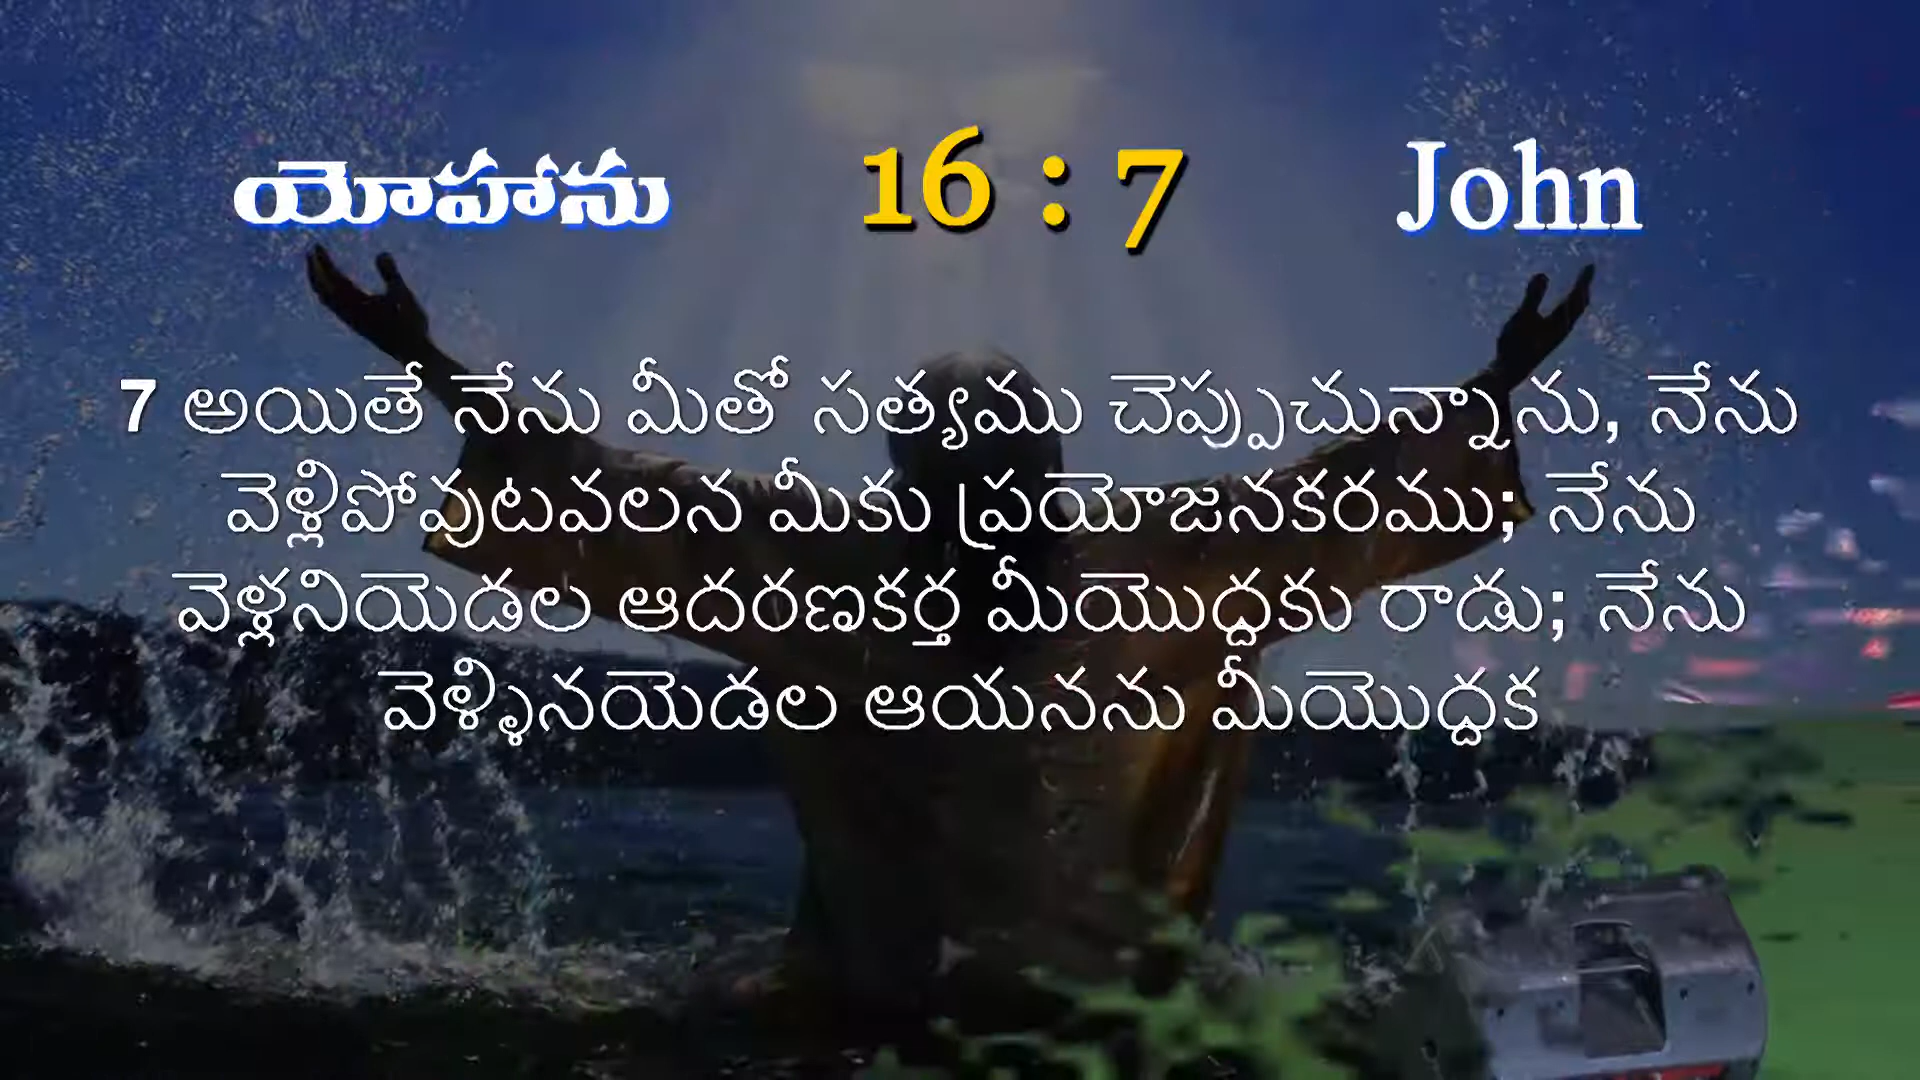 యోహాను 16 : 7 John
7 అయితే నేను మీతో సత్యము చెప్పుచున్నాను, నేను
వెళ్లిపోవుటవలన మీకు ప్రయోజనకరము; నేను
వెళ్లనియెడల ఆదరణకర్త మీయొద్దకు రాడు; నేను
వెళ్ళినయెడల ఆయనను మీయొద్దక